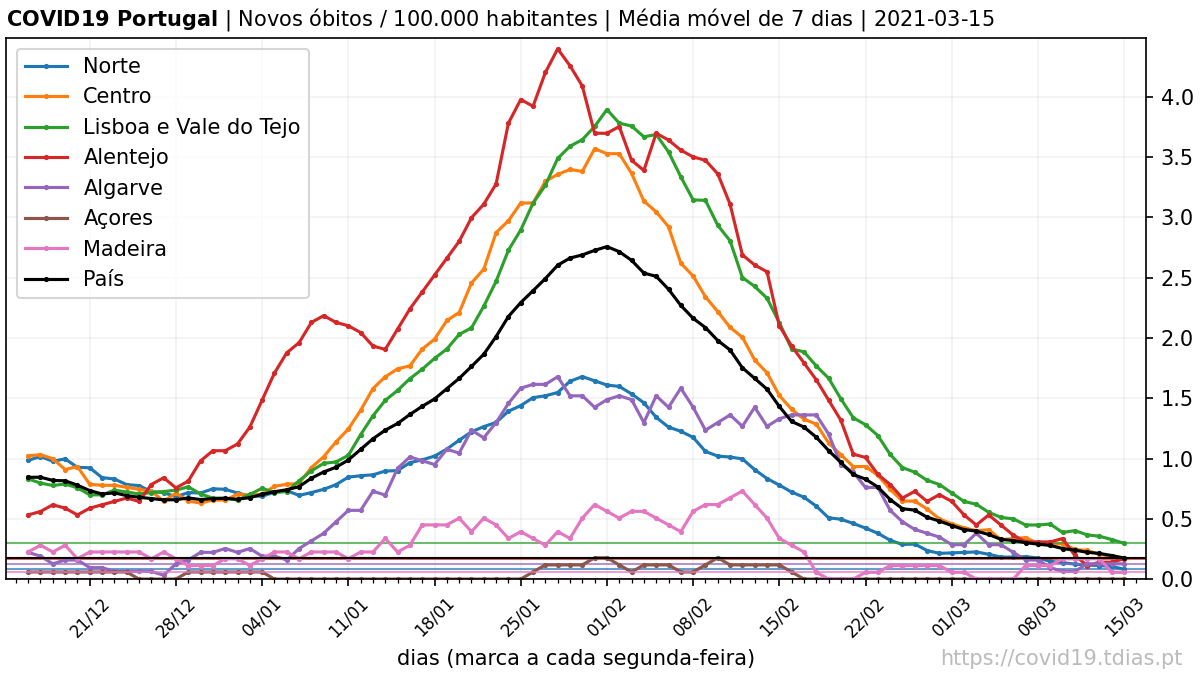 COVID19 Portugal | Novos óbitos / 100.000 habitantes | Média móvel de 7 dias | 2021-03-15
Norte
Centro
Lisboa e Vale do Tejo
Alentejo
Algarve
Açores
Madeira
País
4.0
3.5
3.0
2.5
2.0
1.5
1.0
0.5
0.0
21/12 28/12 04/01 11/01 18/01 25/01 01/02 08/02 15/02 22/02 01/03 08/03 15/03
dias (marca a cada segunda-feira)
https://covid19.tdias.pt